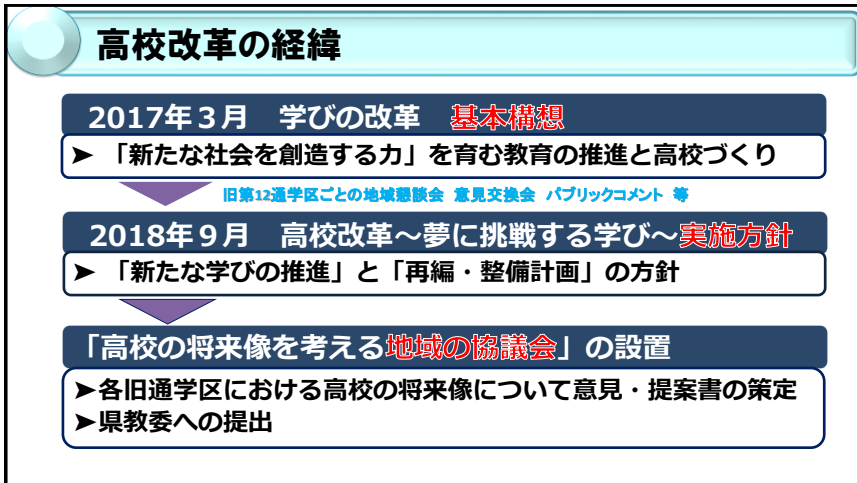 高校改革の経緯
2017年３月　学びの改革　基本構想
➤ 「新たな社会を創造する力」を育む教育の推進と高校づくり
旧第12通学区ごとの地域懇談会 意見交換会 パブリックコメント 等
2018年９月　高校改革～夢に挑戦する学び～実施方針
➤ 「新たな学びの推進」と「再編・整備計画」の方針
「高校の将来像を考える地域の協議会」の設置
➤各旧通学区における高校の将来像について意見・提案書の策定
➤県教委への提出